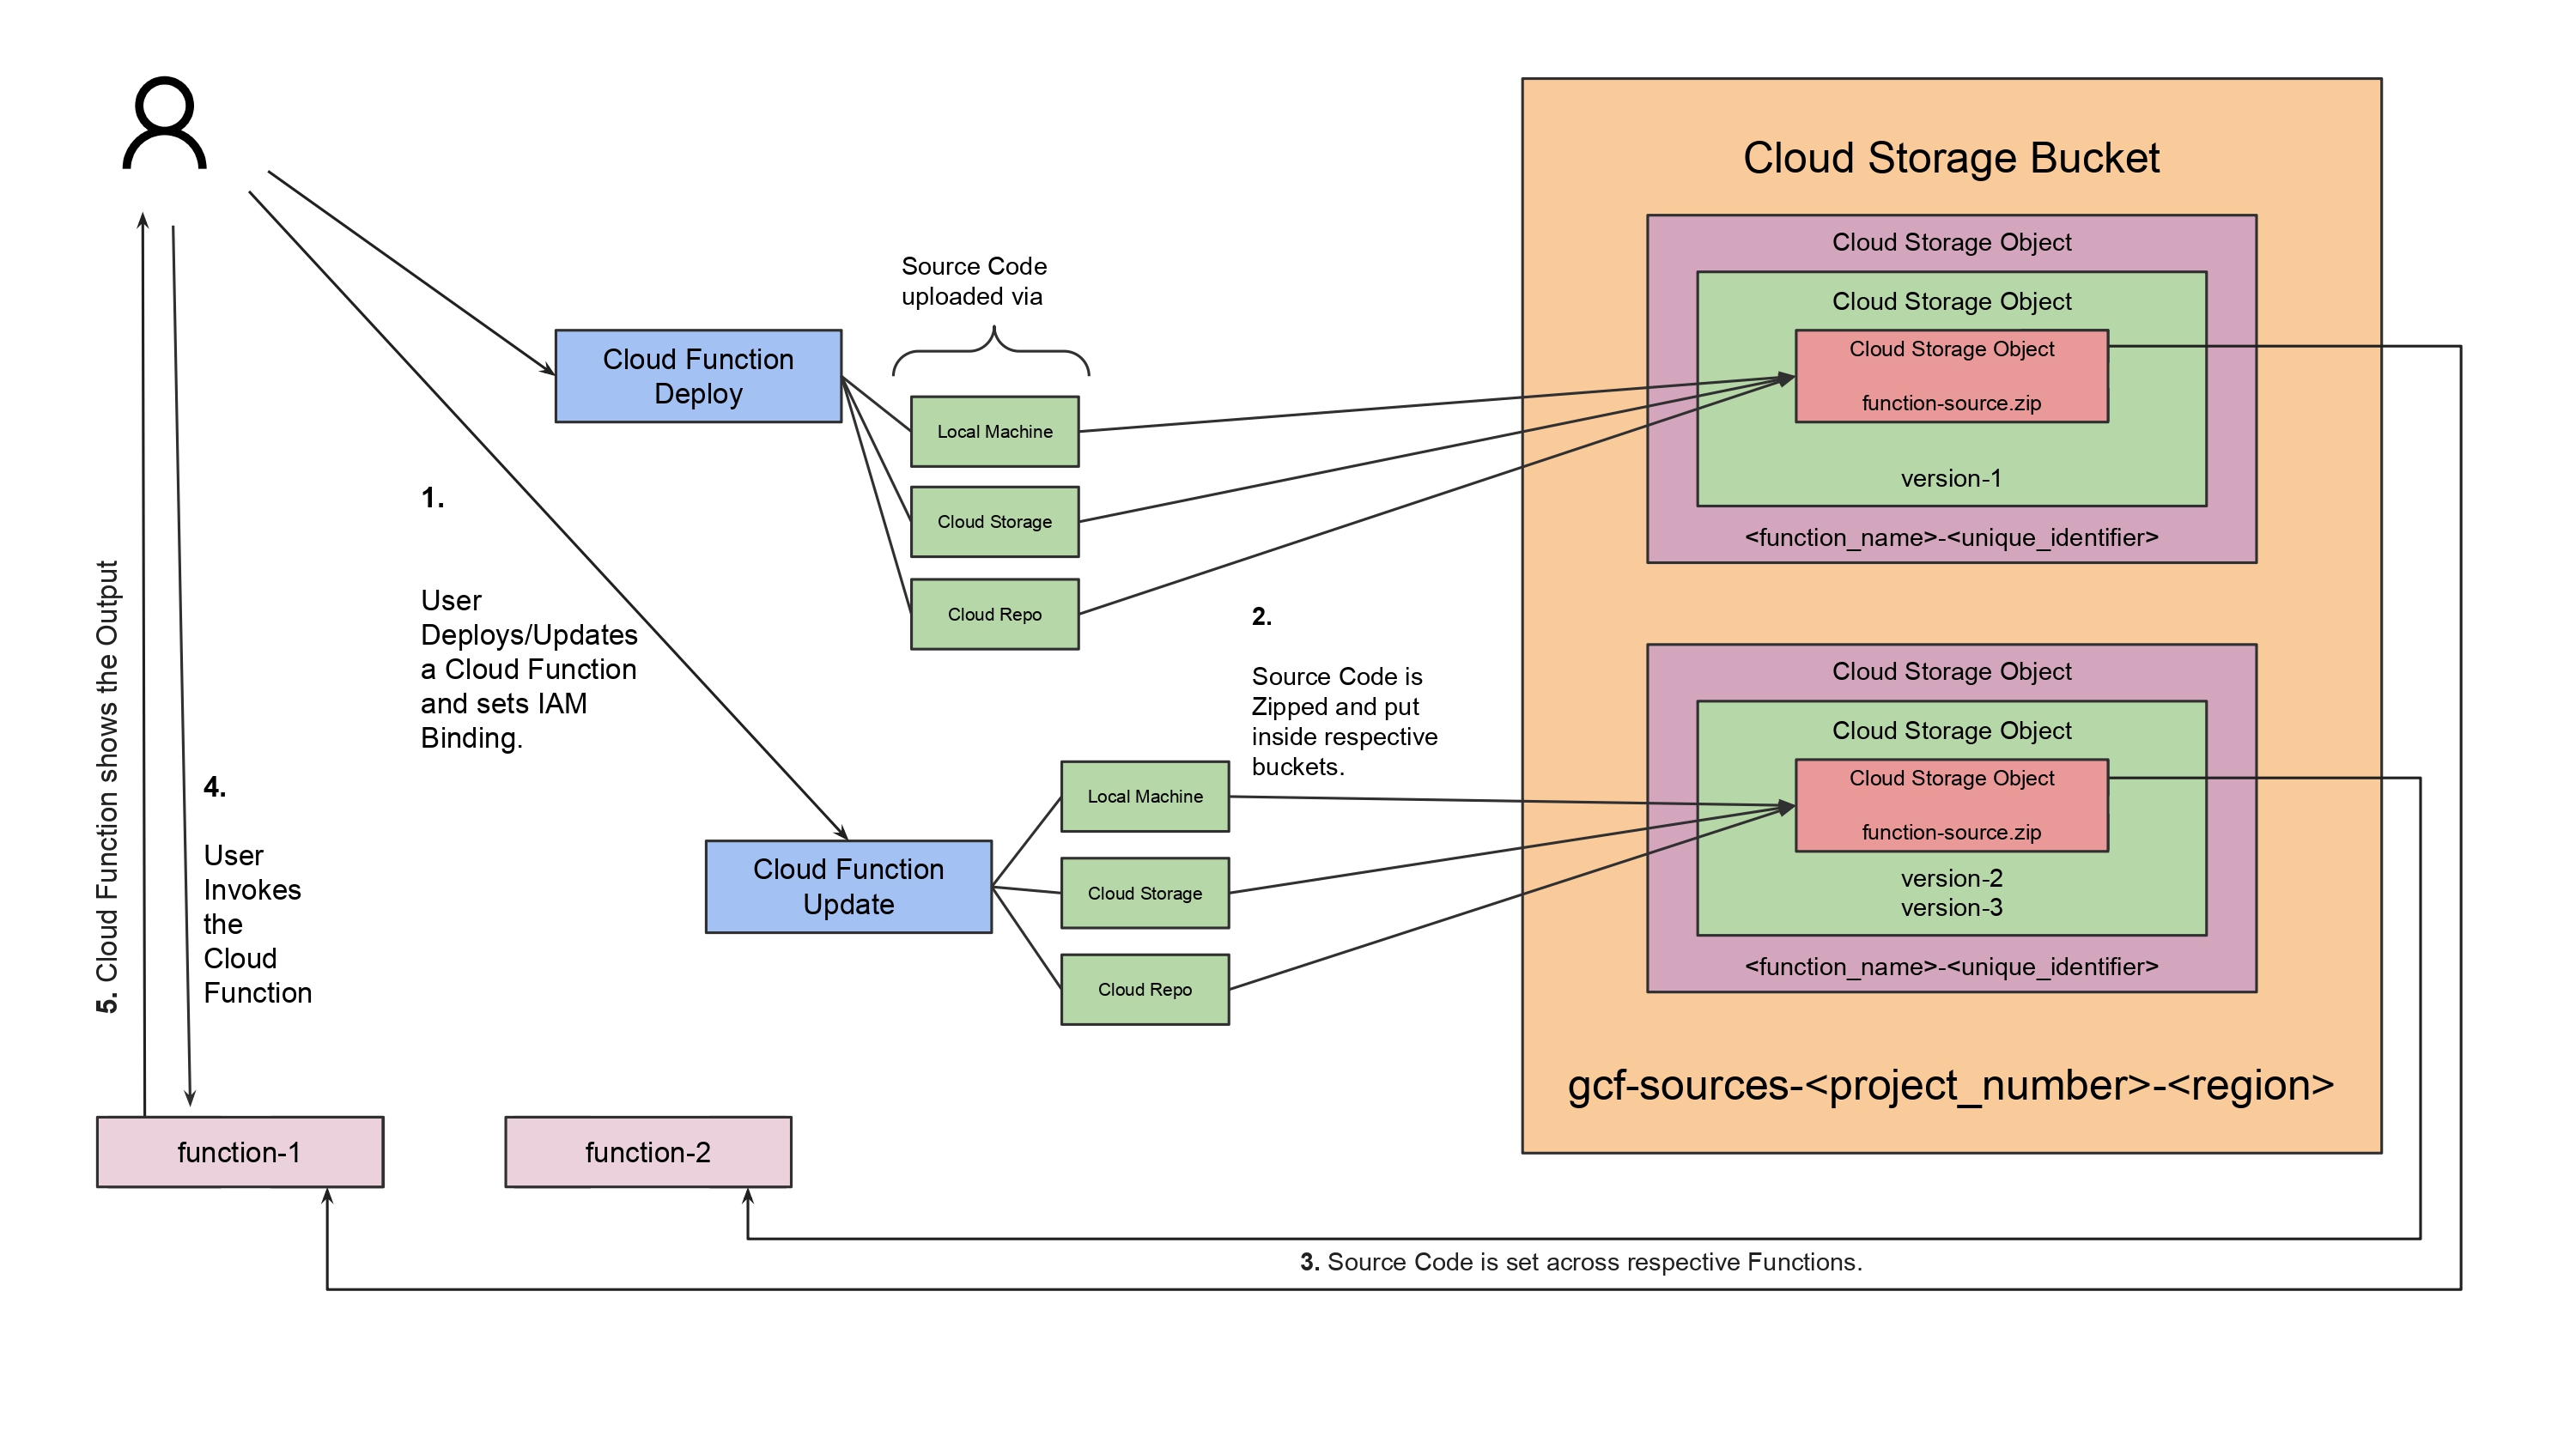 Cloud Storage Bucket
Cloud Storage Object
Cloud Storage Object
Cloud Storage Object
function-source.zip
version-1
<function_name>-<unique_identifier>
Source Code
uploaded via
Cloud Function
Deploy
Local Machine
Cloud Storage
Cloud Repo
1.
User
Deploys/Updates
a Cloud Function
and sets IAM
Binding.
2.
Source Code is
Zipped and put
inside respective
buckets.
Cloud Function
Update
Local Machine
Cloud Storage
Cloud Repo
Cloud Storage Object
Cloud Storage Object
Cloud Storage Object
function-source.zip
version-2
version-3
<function_name>-<unique_identifier>
gcf-sources-<project_number>-<region>
5. Cloud Function shows the Output
4.
User
Invokes
the
Cloud
Function
function-1
function-2
3. Source Code is set across respective Functions.